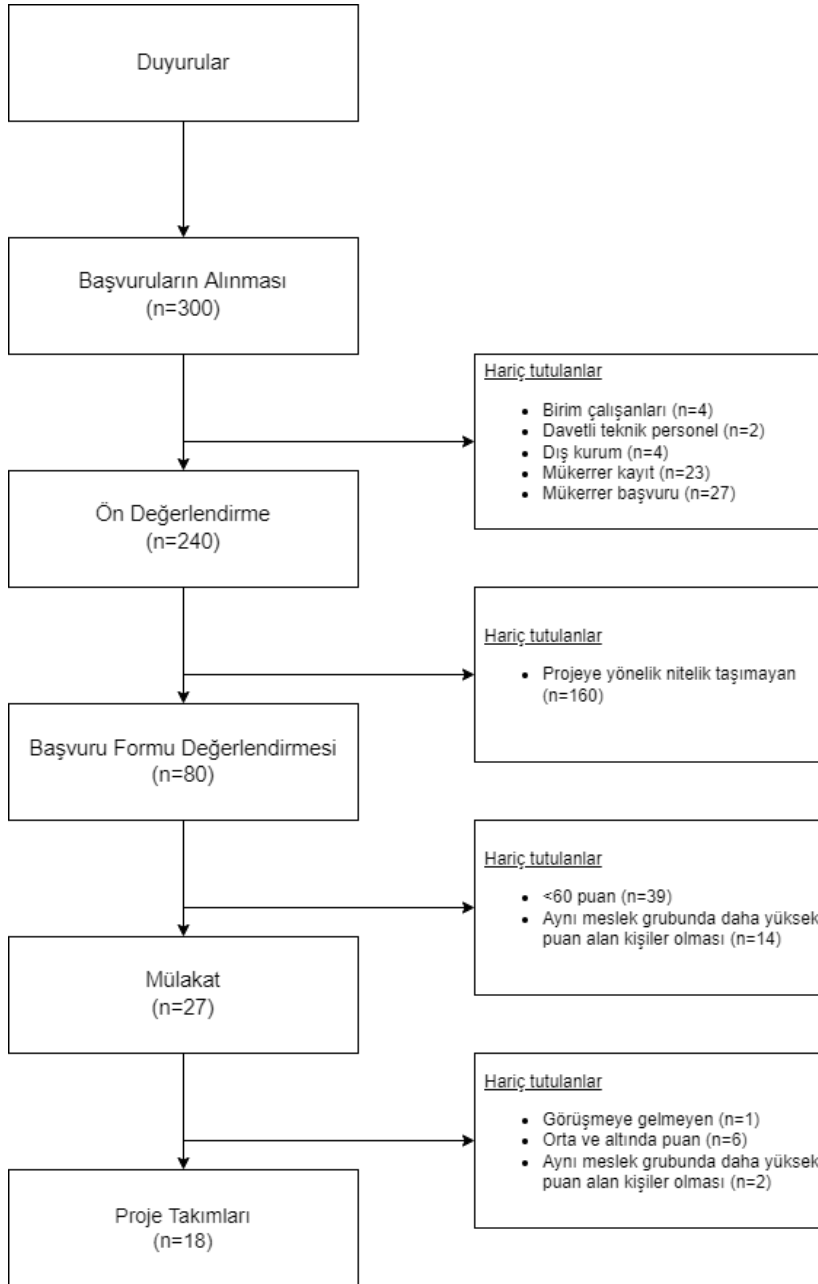 Duyurular
Başvuruların Alınması
(n=300)
Hariç tutulanlar
Birim çalışanları (n=4)
Davetli teknik personel (n=2)
Dış kurum (n=4)
Mükerrer kayıt (n=23)
Mükerrer başvuru (n=27)
Ön Değerlendirme
(n=240)
Hariç tutulanlar
Projeye yönelik nitelik taşımayan
(n=160)
Başvuru Formu Değerlendirmesi
(n=80)
Hariç tutulanlar
<60 puan (n=39)
Aynı meslek grubunda daha yüksek
puan alan kişiler olması (n=14)
Mülakat
(n=27)
Hariç tutulanlar
Görüşmeye gelmeyen (n=1)
Orta ve altında puan (n=6)
Aynı meslek grubunda daha yüksek
puan alan kişiler olması (n=2)
Proje Takımları
(n=18)